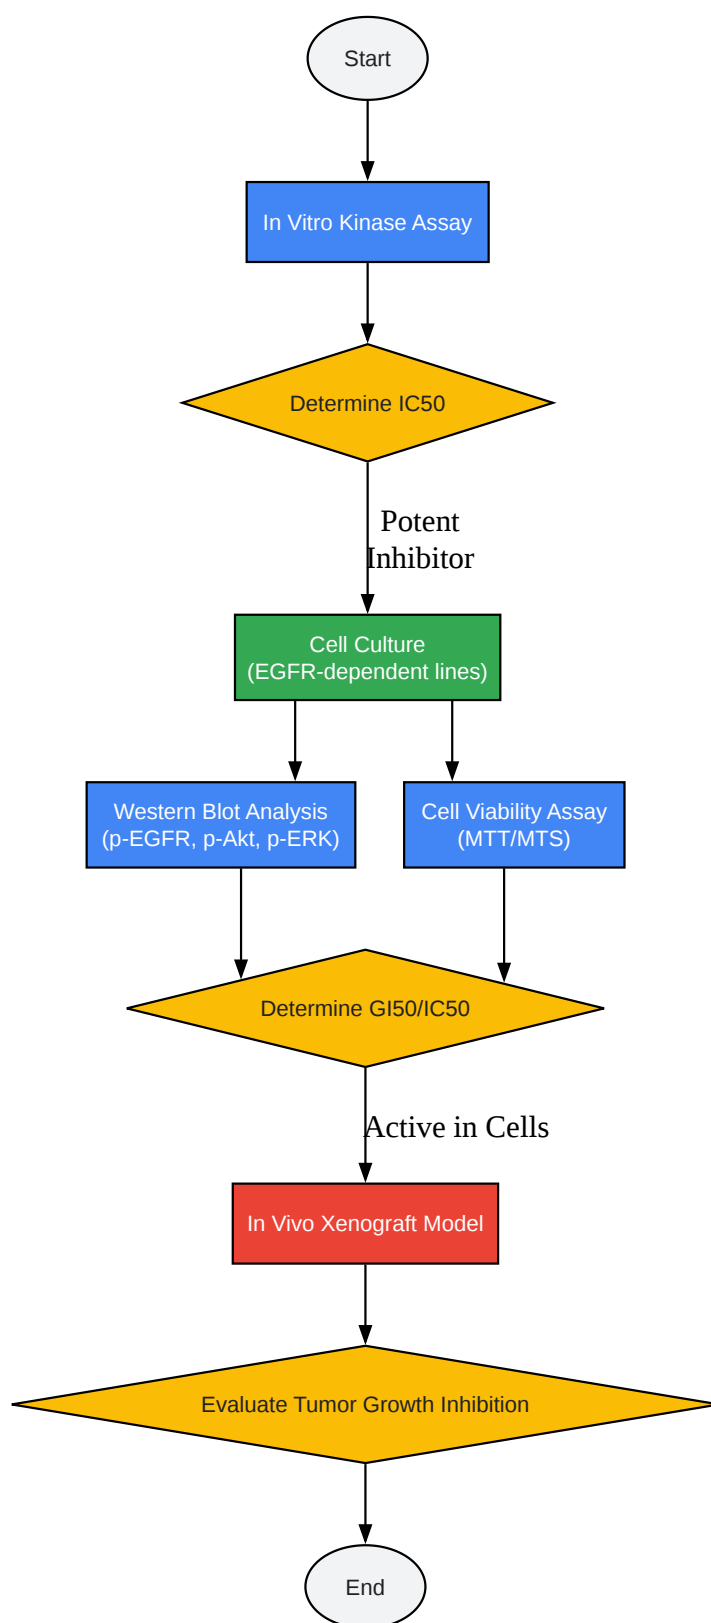 Start
In Vitro Kinase Assay
Determine IC50
Potent
Inhibitor
Cell Culture
(EGFR-dependent lines)
Western Blot Analysis
(p-EGFR, p-Akt, p-ERK)
Cell Viability Assay
(MTT/MTS)
Determine GI50/IC50
Active in Cells
In Vivo Xenograft Model
Evaluate Tumor Growth Inhibition
End